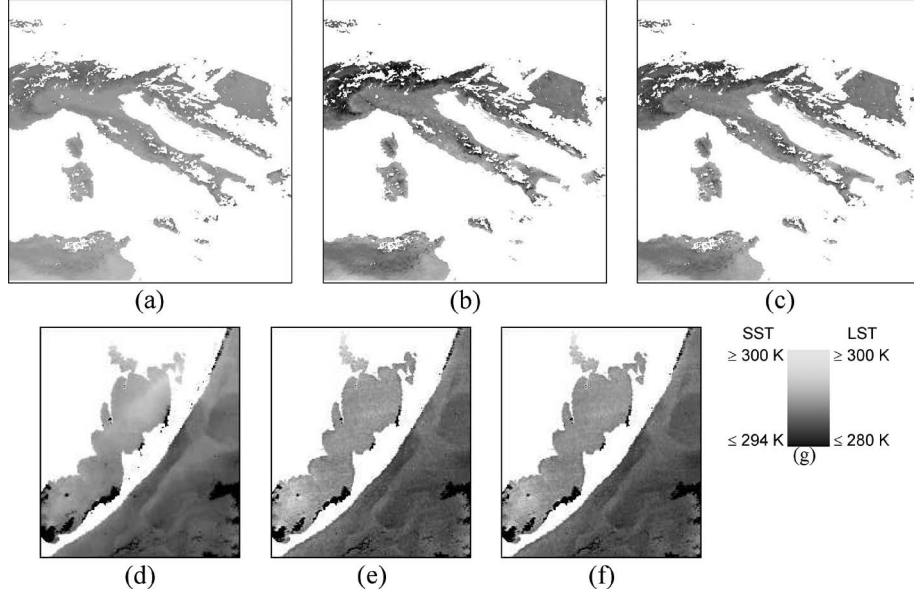 (a)
(b)
(c)
SST
LST
≥ 300 K
≥ 300 K
≤ 294 K
≤ 280 K
(g)
(d)
(e)
(f)